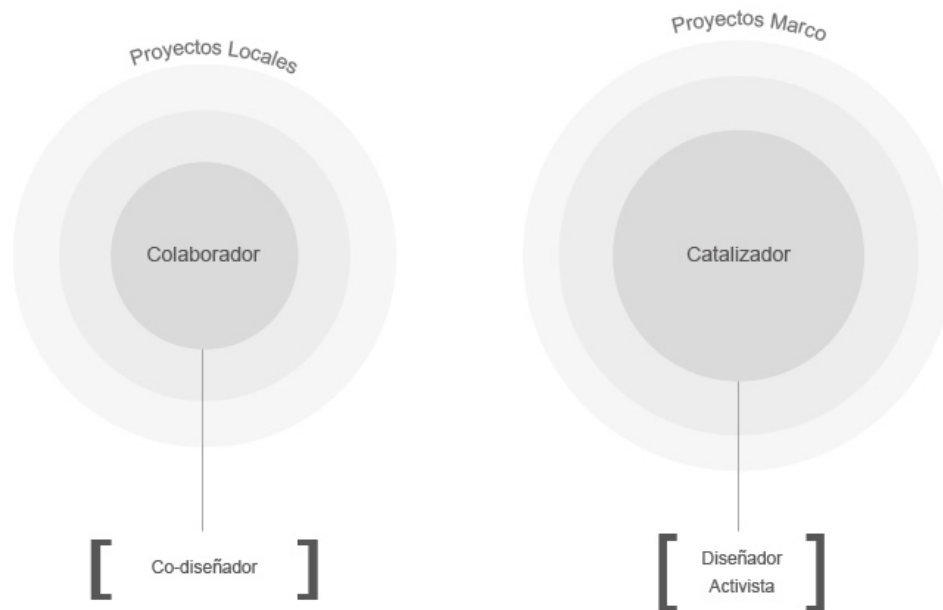 Proyectos Locales
Proyectos Marco
Colaborador
Catalizador
Co-diseñador
Diseñador
Activista